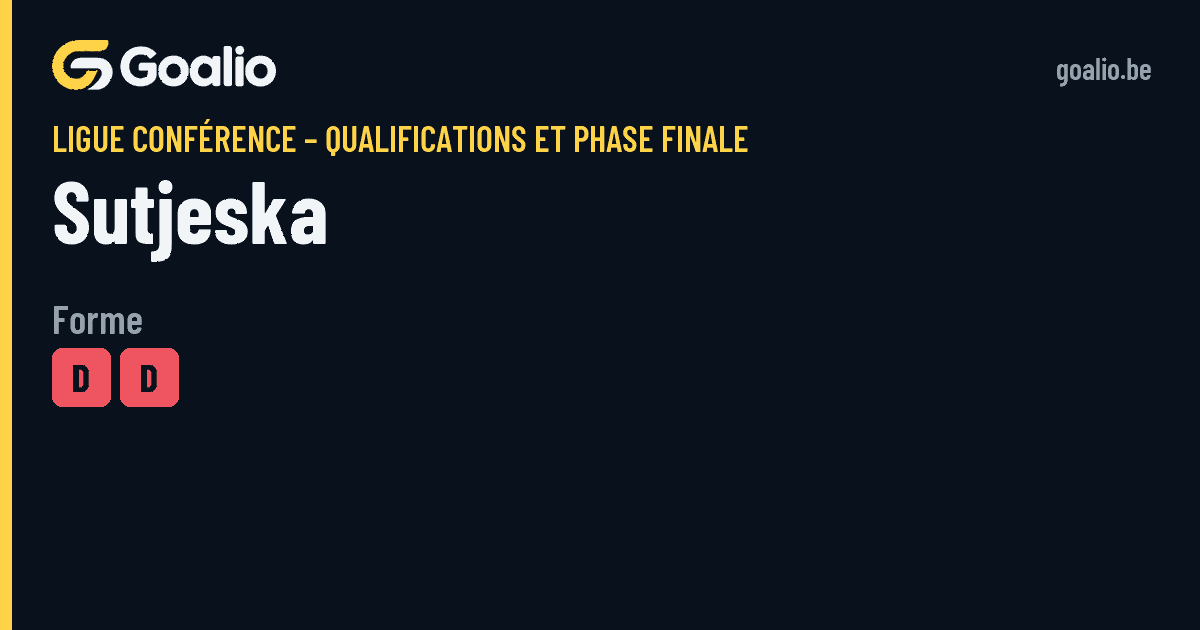 Goalio
goalio.be
LIGUE CONFÉRENCE – QUALIFICATIONS ET PHASE FINALE
Sutjeska
Forme
D D